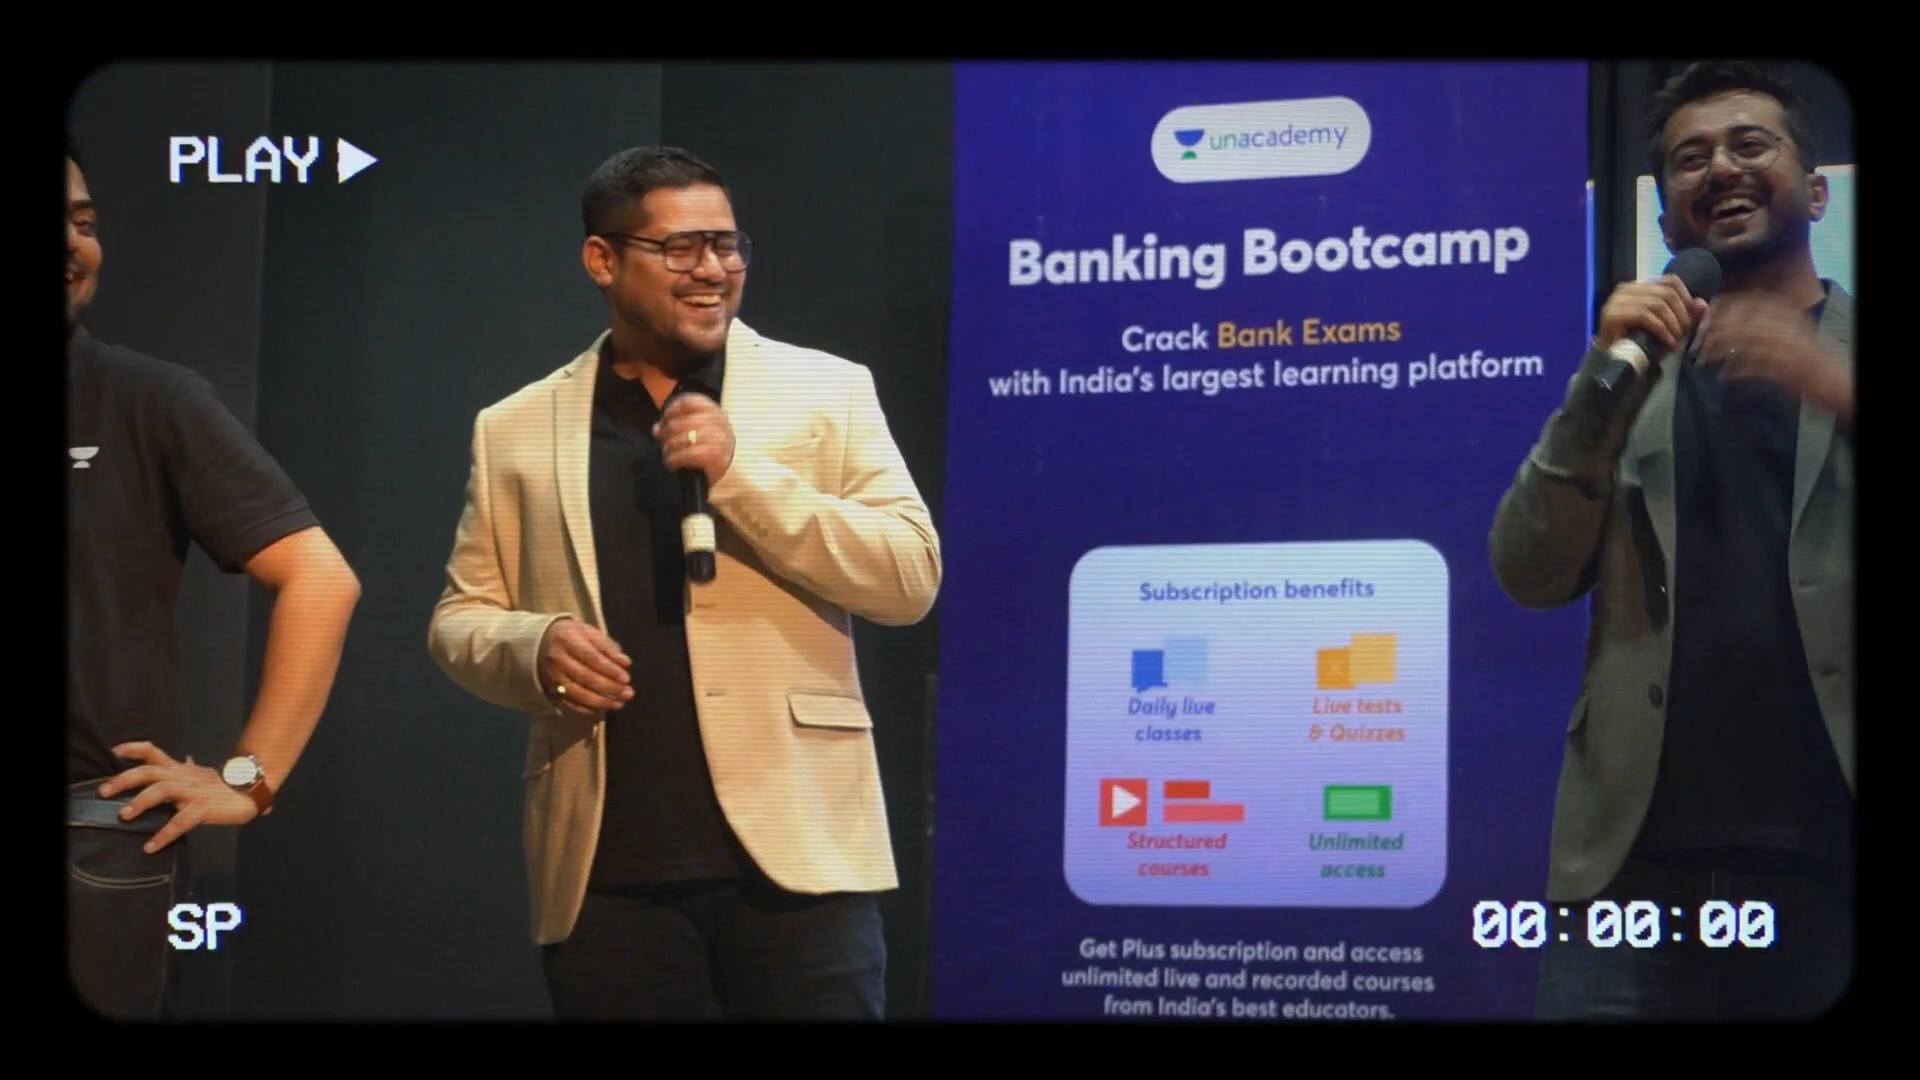 PLAY
unacademy
Banking Bootcamp
Crack Bank Exams
with India's largest learning platform
Subscription benefits
Daily live
classes
Live tests
& Quizzes
Structured
courses
Unlimited
access
Get Plus subscription and access
unlimited live and recorded courses
from India's best educators.
SP
00:00:00